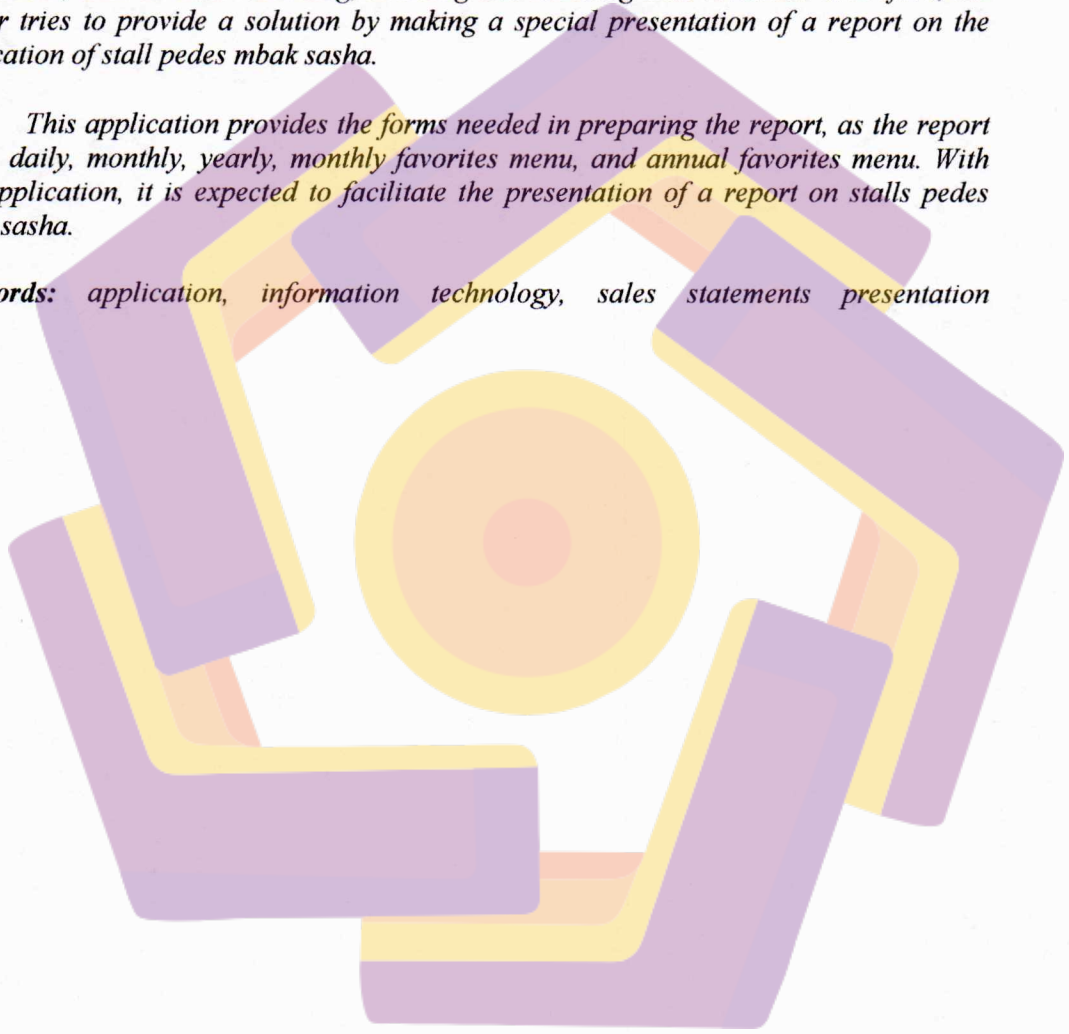 r tries to provide a solution by making a special presentation of a report on the
cation of stall pedes mbak sasha.
This application provides the forms needed in preparing the report, as the report
daily, monthly, yearly, monthly favorites menu, and annual favorites menu. With
pplication, it is expected to facilitate the presentation of a report on stalls pedes
sasha.
ords: application, information technology, sales statements presentation